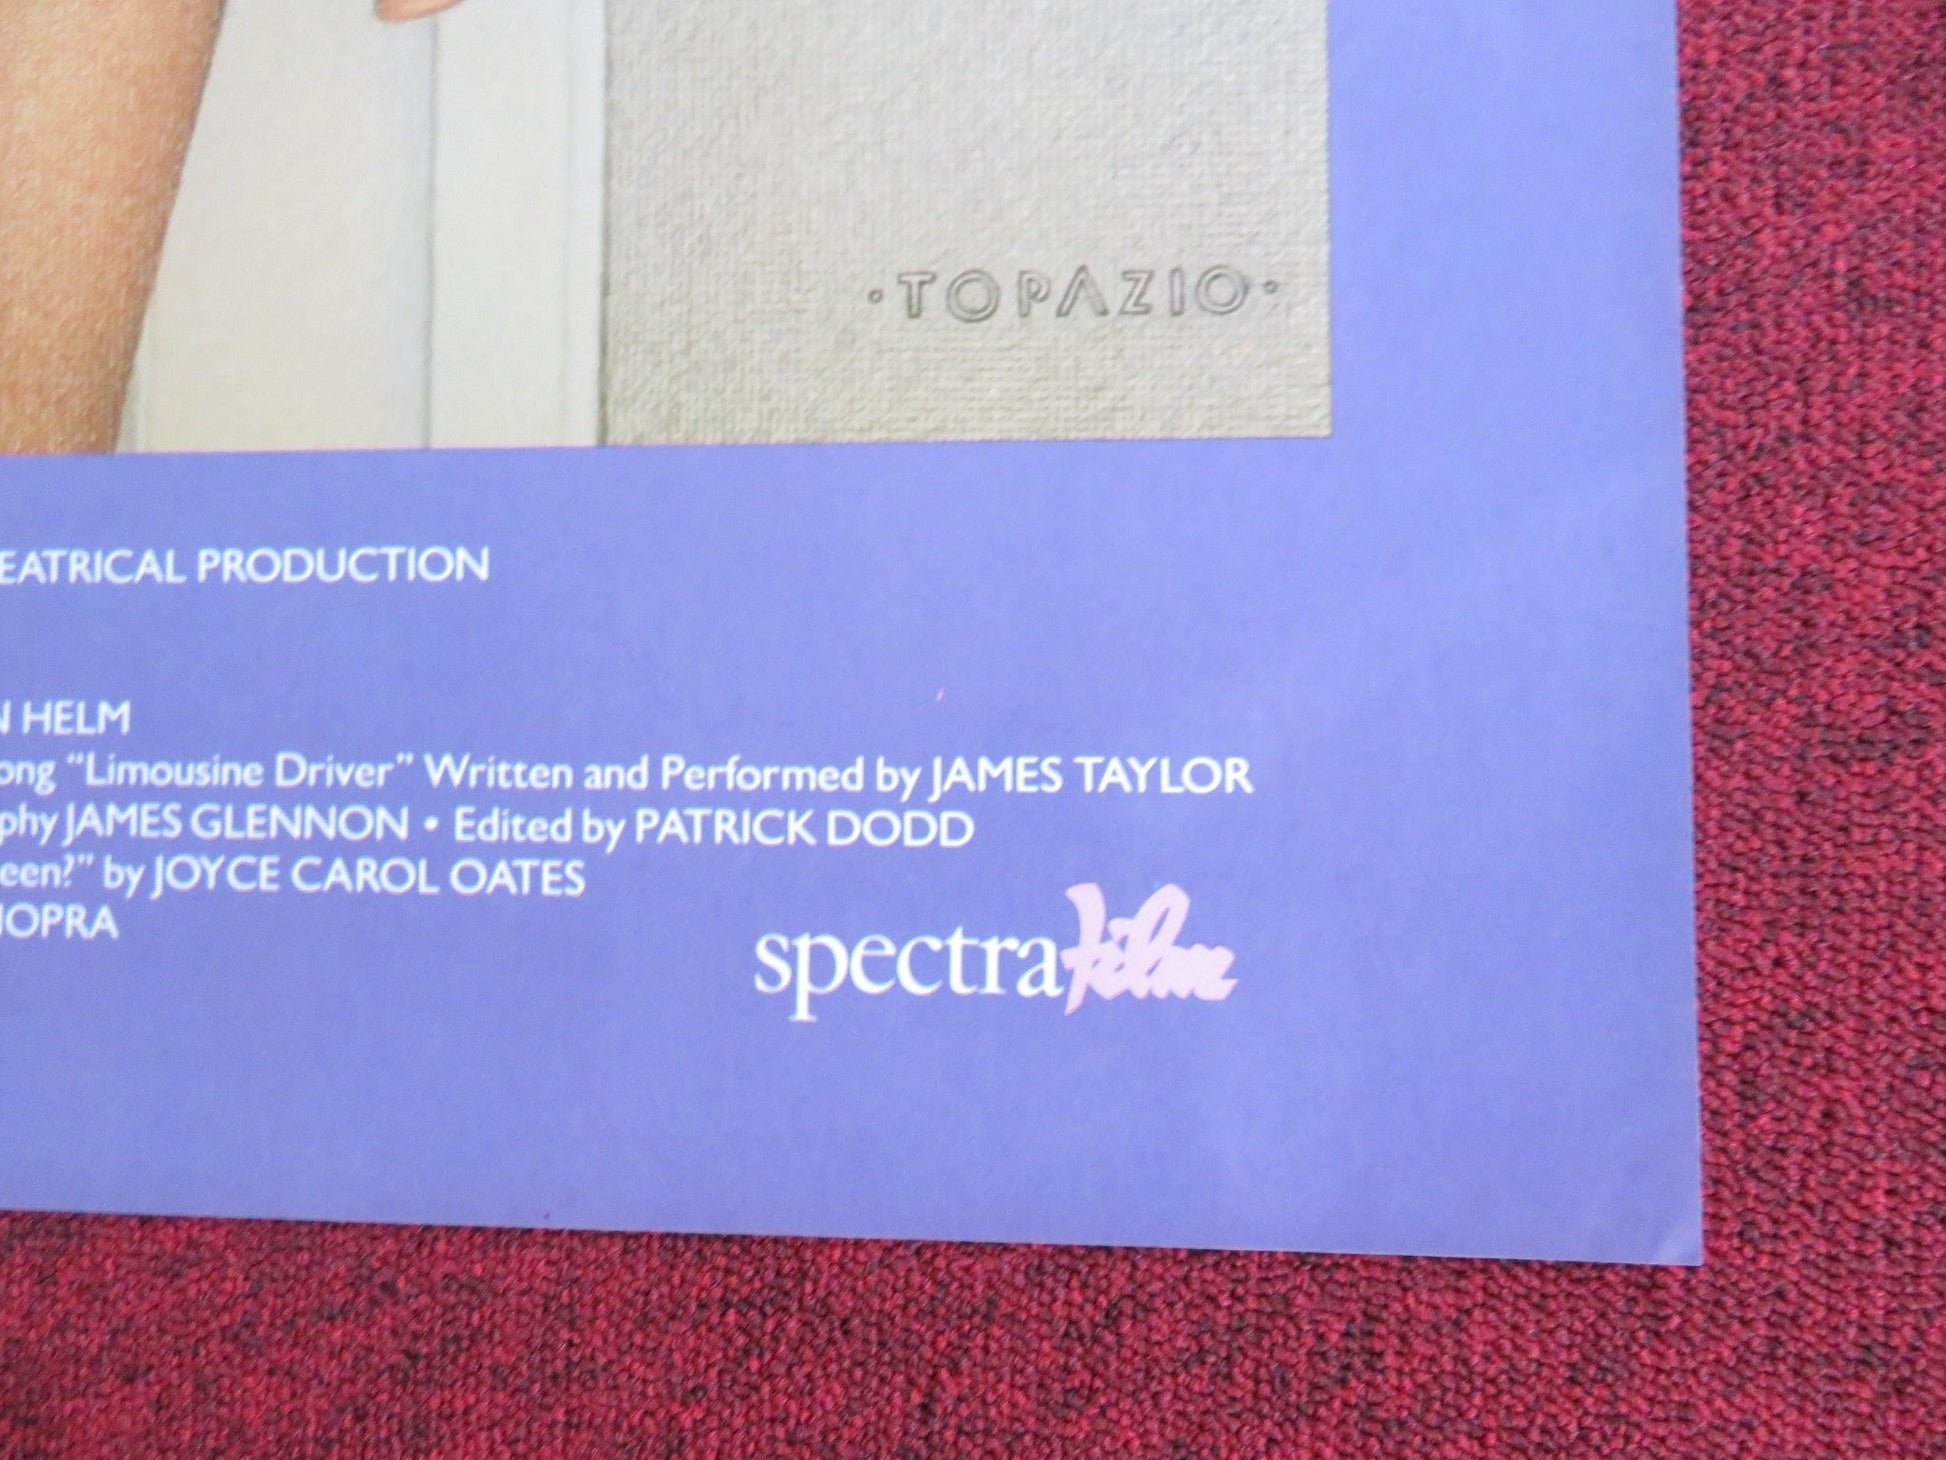 ·TOPAZIO·
EATRICAL PRODUCTION
N HELM
ong “Limousine Driver” Written and Performed by JAMES TAYLOR
phy JAMES GLENNON • Edited by PATRICK DODD
een?” by JOYCE CAROL OATES
HOPRA
spectrafilm